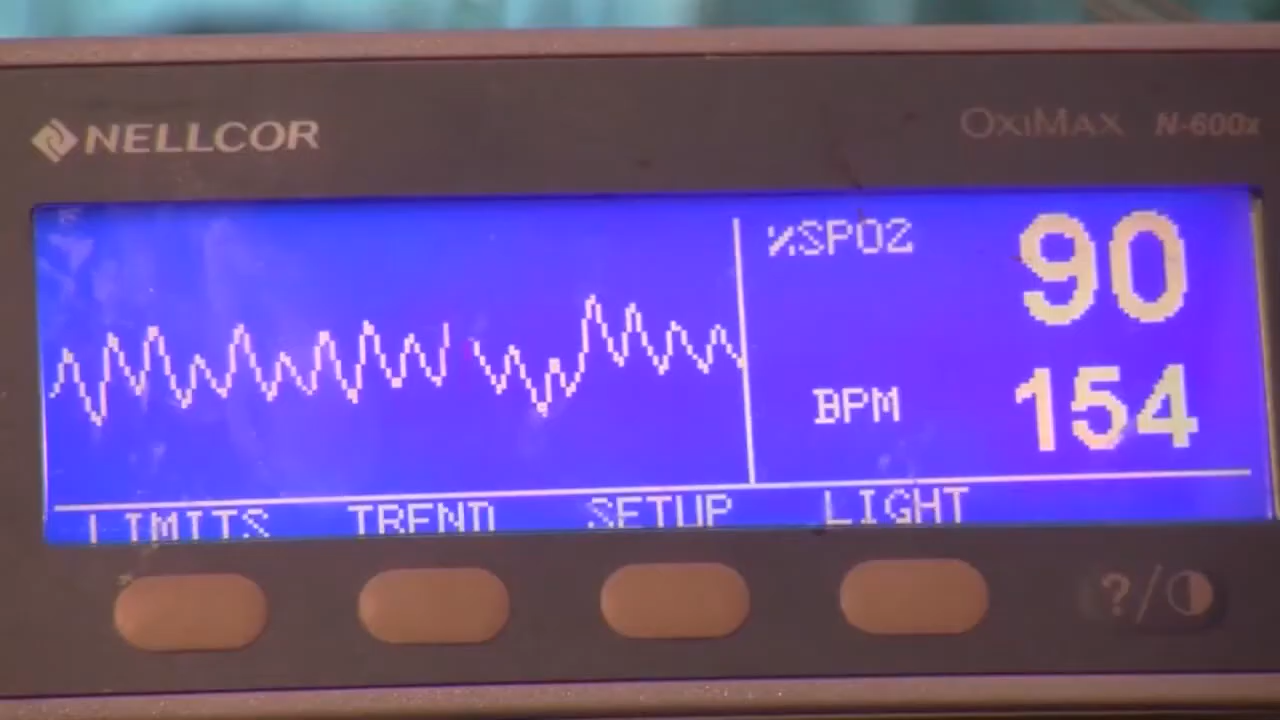 NELLCOR
OXIMAX N-600x
%SPO2 90
BPM 154
LIMITS TREND SETUP LIGHT
?/